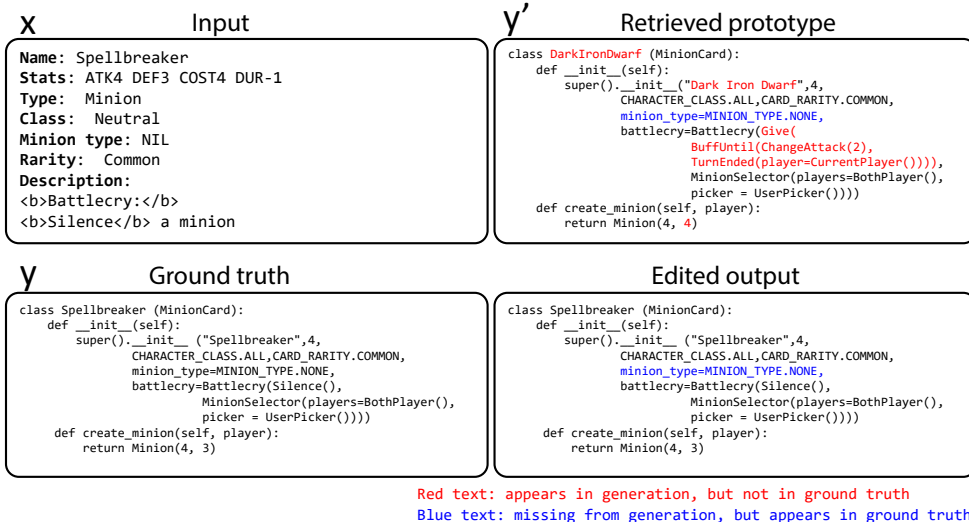 x Input
Name: Spellbreaker
Stats: ATK4 DEF3 COST4 DUR-1
Type: Minion
Class: Neutral
Minion type: NIL
Rarity: Common
Description:
<b>Battlecry:</b>
<b>Silence</b> a minion
y' Retrieved prototype
class DarkIronDwarf (MinionCard):
def __init__(self):
super().__init__("Dark Iron Dwarf",4,
CHARACTER_CLASS.ALL,CARD_RARITY.COMMON,
minion_type=MINION_TYPE.NONE,
battlecry=Battlecry(Give(
BuffUntil(ChangeAttack(2),
TurnEnded(player=CurrentPlayer()))),
MinionSelector(players=BothPlayer(),
picker = UserPicker())))
def create_minion(self, player):
return Minion(4, 4)
y Ground truth
class Spellbreaker (MinionCard):
def __init__(self):
super().__init__ ("Spellbreaker",4,
CHARACTER_CLASS.ALL,CARD_RARITY.COMMON,
minion_type=MINION_TYPE.NONE,
battlecry=Battlecry(Silence(),
MinionSelector(players=BothPlayer(),
picker = UserPicker())))
def create_minion(self, player):
return Minion(4, 3)
Edited output
class Spellbreaker (MinionCard):
def __init__(self):
super().__init__ ("Spellbreaker",4,
CHARACTER_CLASS.ALL,CARD_RARITY.COMMON,
minion_type=MINION_TYPE.NONE,
battlecry=Battlecry(Silence(),
MinionSelector(players=BothPlayer(),
picker = UserPicker())))
def create_minion(self, player):
return Minion(4, 3)
Red text: appears in generation, but not in ground truth
Blue text: missing from generation, but appears in ground truth